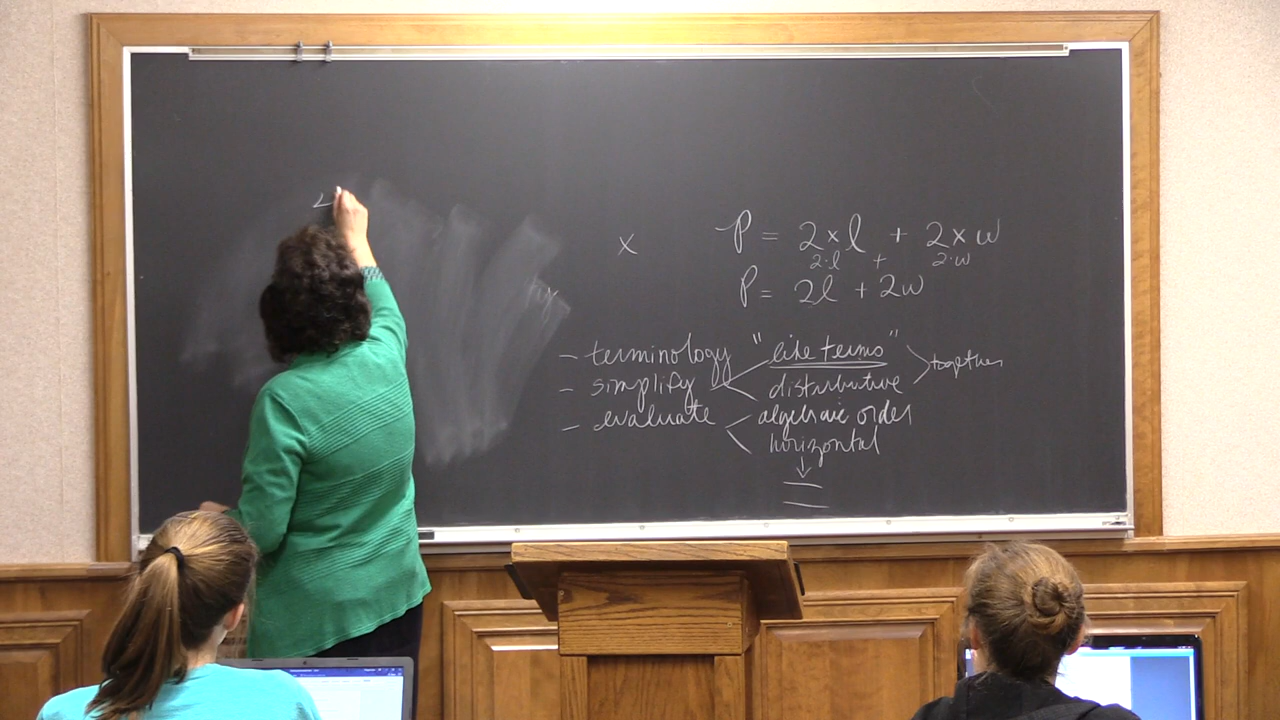 x
P = 2 x l + 2 x w
2·l + 2·w
P = 2l + 2w
– terminology "like terms"
– simplify distributive together
– evaluate algebraic order
horizontal